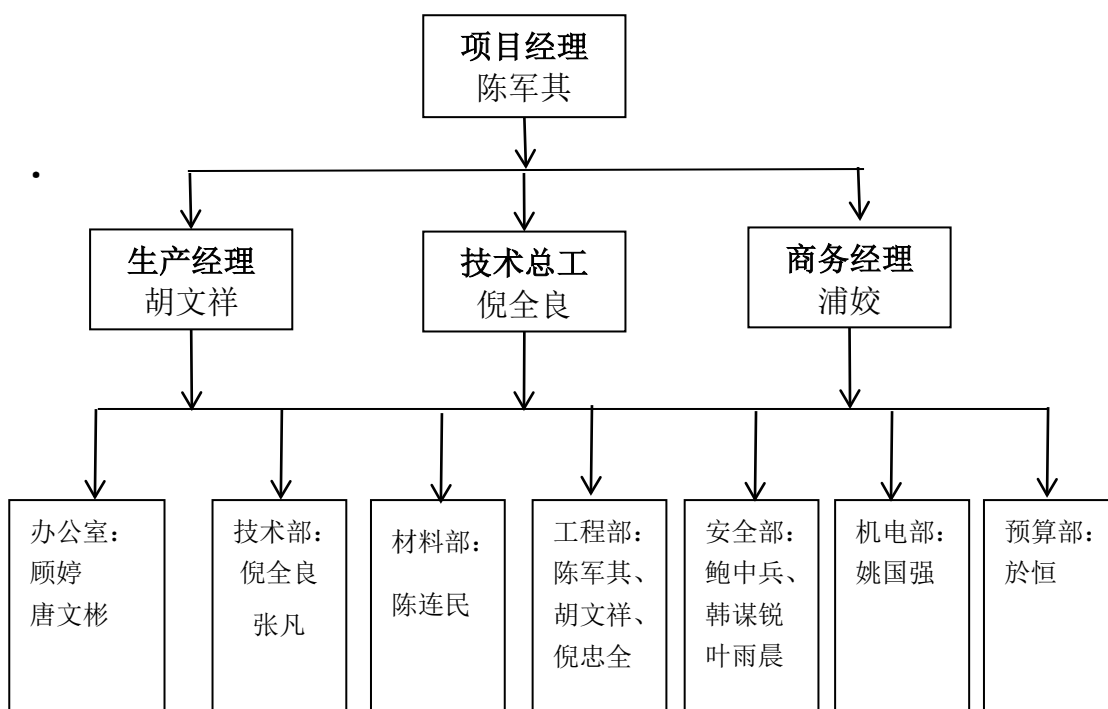 项目经理
陈军其
生产经理
胡文祥
技术总工
倪全良
商务经理
浦姣
办公室：
顾婷
唐文彬
技术部：
倪全良
张凡
材料部：
陈连民
工程部：
陈军其、
胡文祥、
倪忠全
安全部：
鲍中兵、
韩谋锐
叶雨晨
机电部：
姚国强
预算部：
於恒